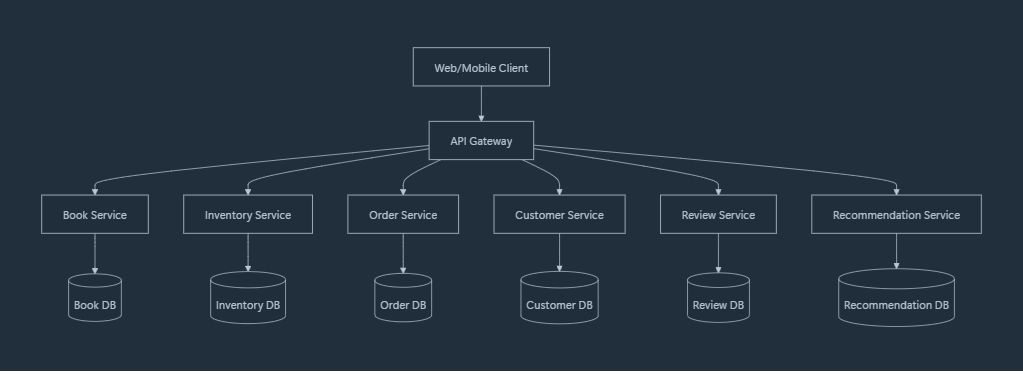 Web/Mobile Client
API Gateway
Book Service
Inventory Service
Order Service
Customer Service
Review Service
Recommendation Service
Book DB
Inventory DB
Order DB
Customer DB
Review DB
Recommendation DB